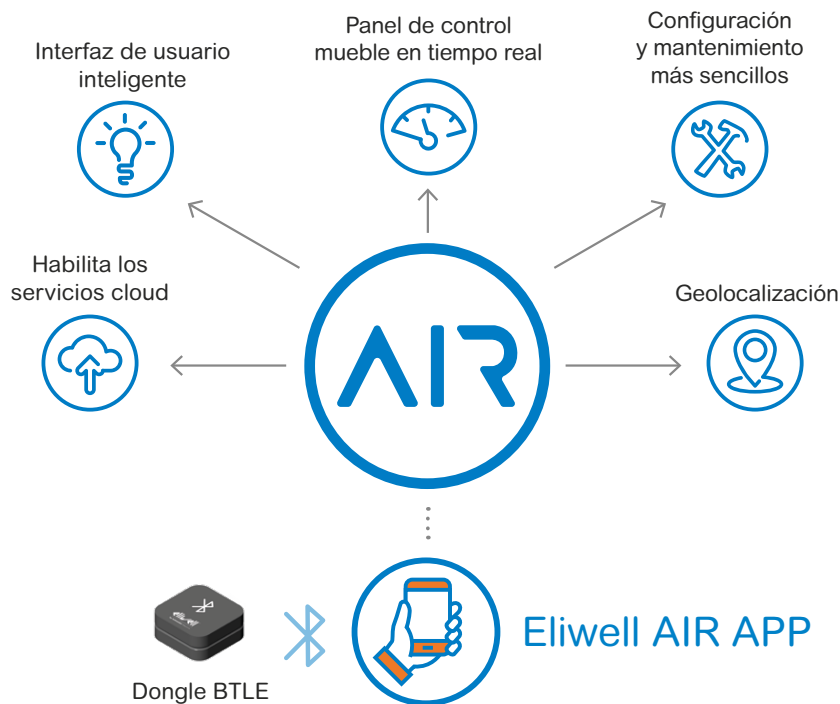 Panel de control
mueble en tiempo real
Configuración
y mantenimiento
más sencillos
Interfaz de usuario
inteligente
Habilita los
servicios cloud
Geolocalización
AIR
eliwell
Eliwell AIR APP
Dongle BTLE